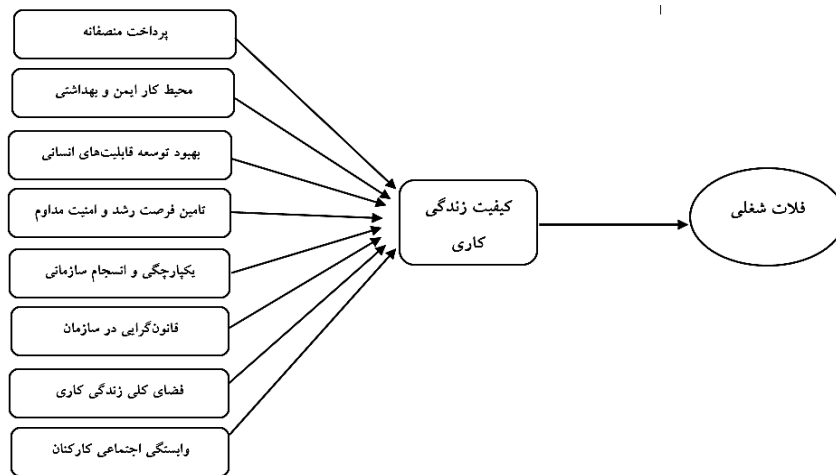 پرداخت منصفانه
محیط کار ایمن و بهداشتی
بهبود توسعه قابلیت‌های انسانی
تامین فرصت رشد و امنیت مداوم
یکپارچگی و انسجام سازمانی
قانون‌گرایی در سازمان
فضای کلی زندگی کاری
وابستگی اجتماعی کارکنان
کیفیت زندگی
کاری
فلات شغلی